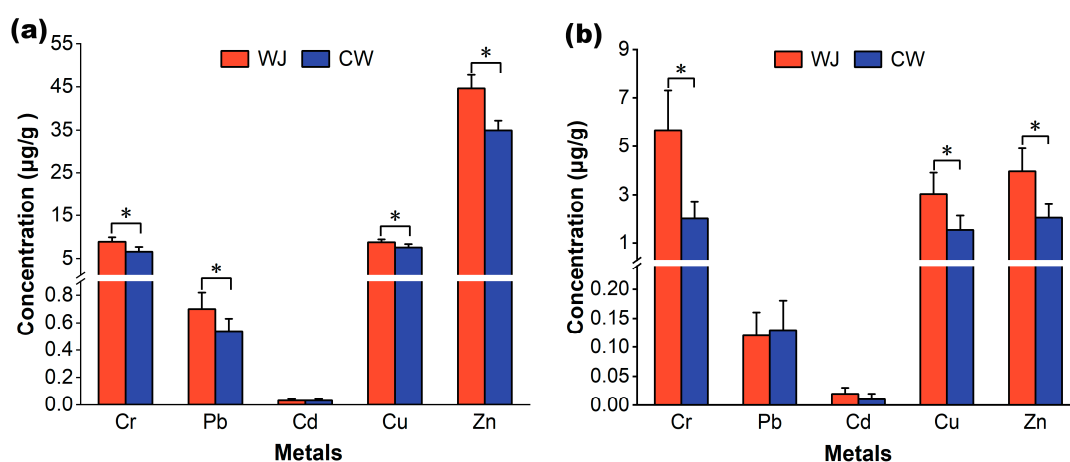 (a)
WJ CW
Concentration (μg/g )
55
45
35
25
15
5
0.8
0.6
0.4
0.2
0.0
* * * *
Cr Pb Cd Cu Zn
Metals
(b)
WJ CW
Concentration (μg/g)
9
7
5
3
1
0.20
0.15
0.10
0.05
0.00
* * *
Cr Pb Cd Cu Zn
Metals